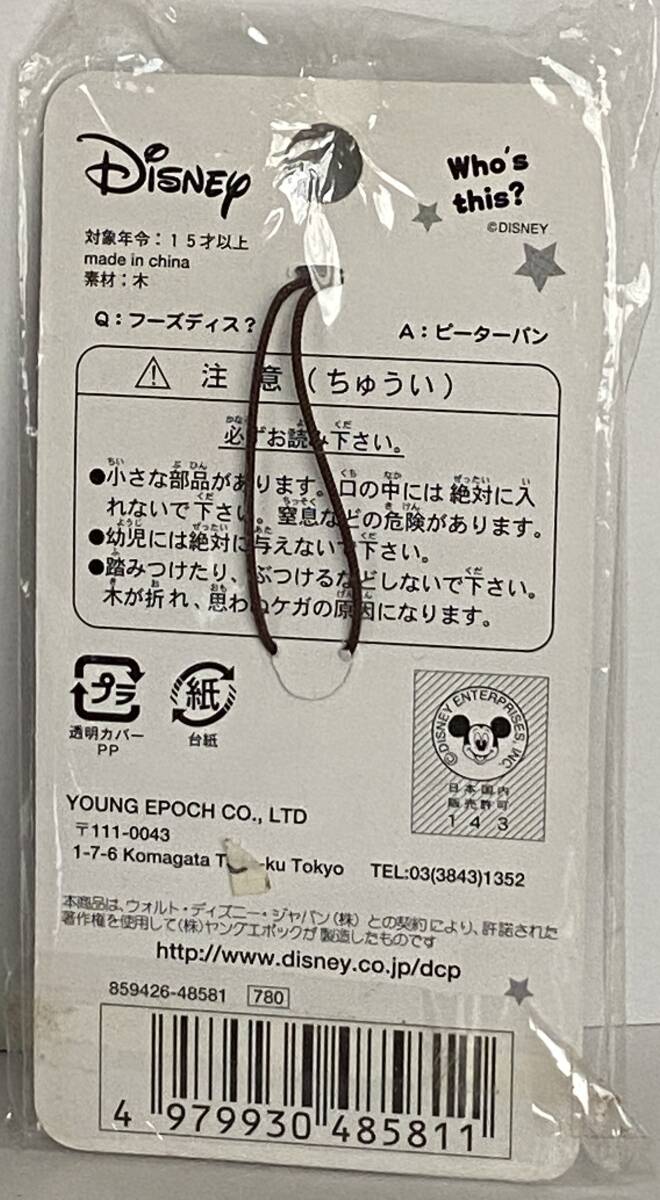 Disney
Who's
this?
©DISNEY
対象年令：１５才以上
made in china
素材：木
Q：フーズディス？
A：ピーターパン
注 意（ちゅうい）
必ずお読み下さい。
●小さな部品があります。口の中には絶対に入
れないで下さい。窒息などの危険があります。
●幼児には絶対に与えないで下さい。
●踏みつけたり、ぶつけるなどしないで下さい。
木が折れ、思わぬケガの原因になります。
プラ
透明カバー
PP
紙
台紙
©DISNEY ENTERPRISES, INC.
日本国内
販売許可
143
YOUNG EPOCH CO., LTD
〒111-0043
1-7-6 Komagata -ku Tokyo TEL:03(3843)1352
本商品は、ウォルト・ディズニー・ジャパン(株)との契約により、許諾された
著作権を使用して(株)ヤングエポックが製造したものです
http://www.disney.co.jp/dcp
859426-48581 780
4 979930 485811